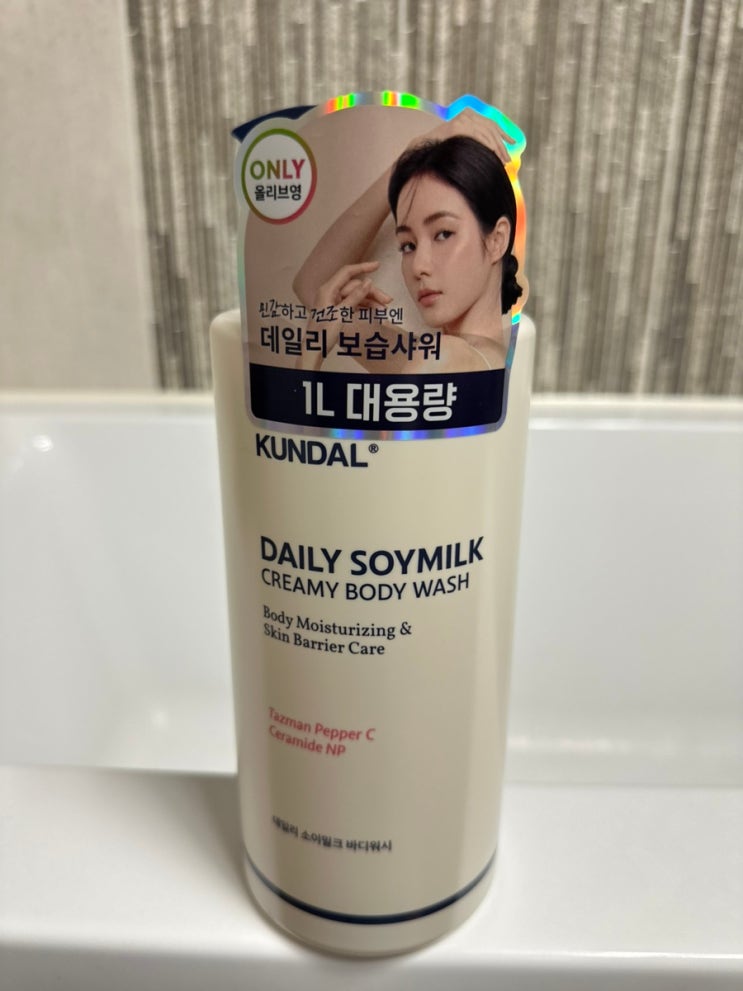 ONLY
올리브영
민감하고 건조한 피부엔
데일리 보습샤워
1L 대용량
KUNDAL®
DAILY SOYMILK
CREAMY BODY WASH
Body Moisturizing &
Skin Barrier Care
Tazman Pepper C
Ceramide NP
데일리 소이밀크 바디워시